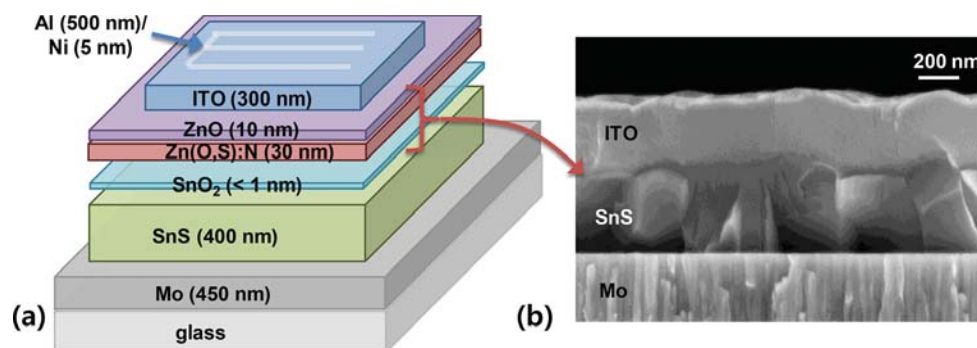 Al (500 nm)/
Ni (5 nm)
ITO (300 nm)
ZnO (10 nm)
Zn(O,S):N (30 nm)
SnO₂ (< 1 nm)
SnS (400 nm)
Mo (450 nm)
glass
(a)
200 nm
ITO
SnS
Mo
(b)